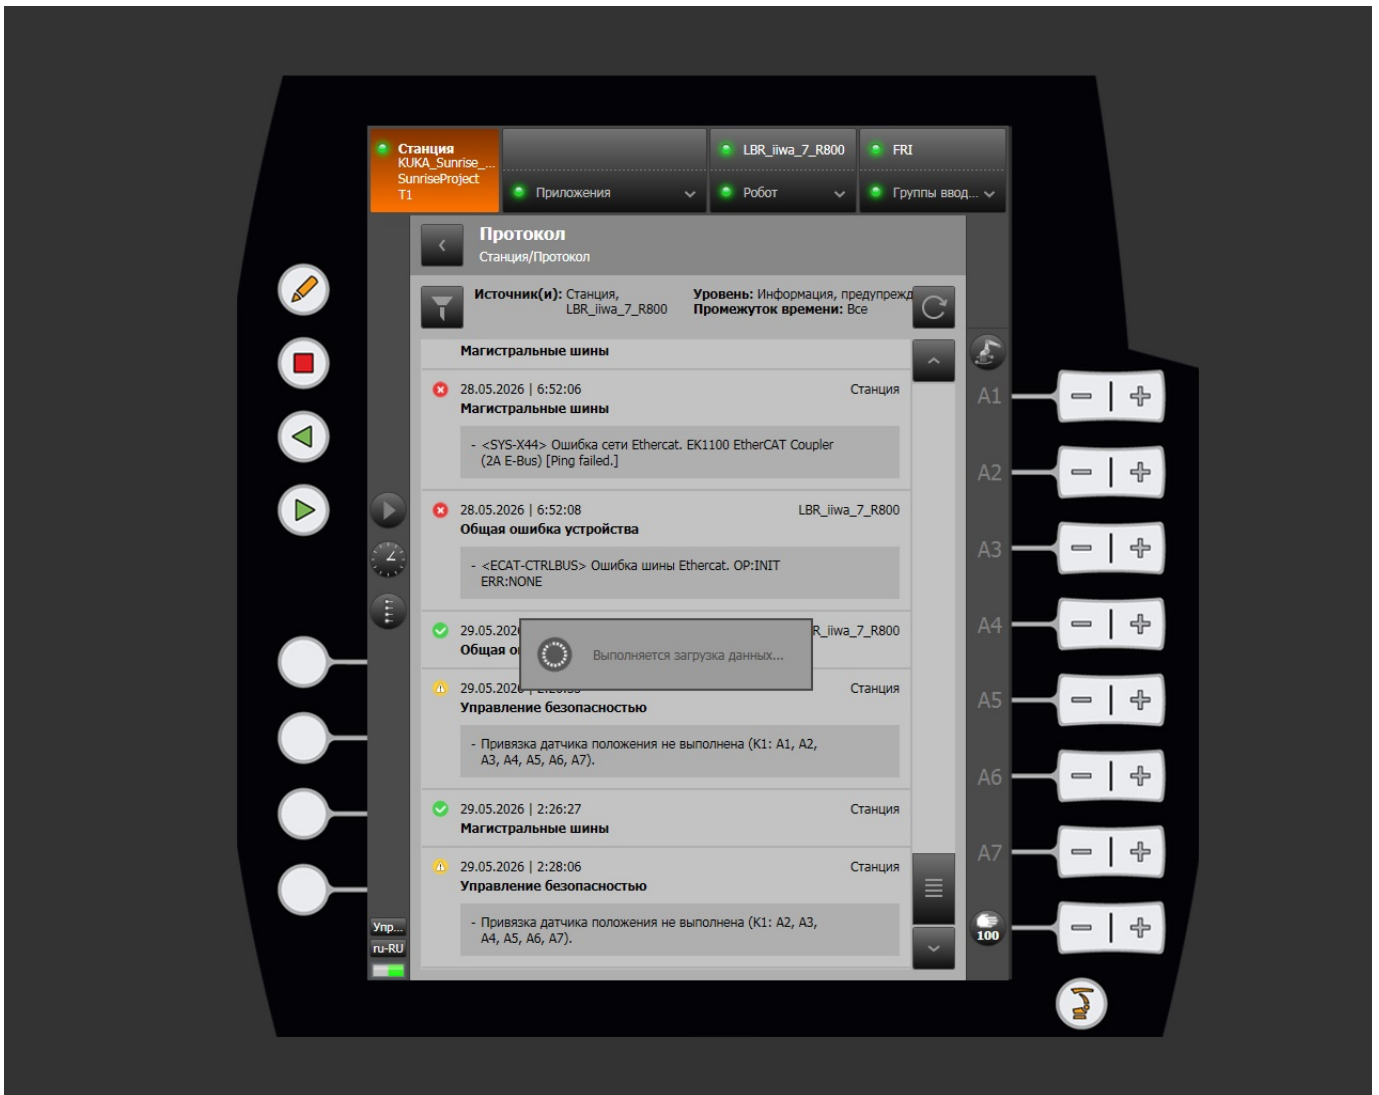 Станция
KUKA_Sunrise_...
SunriseProject
T1
Приложения
LBR_iiwa_7_R800
Робот
FRI
Группы ввод...
Протокол
Станция/Протокол
Источник(и): Станция,
LBR_iiwa_7_R800
Уровень: Информация, предупрежд
Промежуток времени: Все
Магистральные шины
28.05.2026 | 6:52:06 Станция
Магистральные шины
- <SYS-X44> Ошибка сети Ethercat. EK1100 EtherCAT Coupler
(2A E-Bus) [Ping failed.]
28.05.2026 | 6:52:08 LBR_iiwa_7_R800
Общая ошибка устройства
- <ECAT-CTRLBUS> Ошибка шины Ethercat. OP:INIT
ERR:NONE
29.05.202 R_iiwa_7_R800
Общая о
Выполняется загрузка данных...
29.05.202 Станция
Управление безопасностью
- Привязка датчика положения не выполнена (K1: A1, A2,
A3, A4, A5, A6, A7).
29.05.2026 | 2:26:27 Станция
Магистральные шины
29.05.2026 | 2:28:06 Станция
Управление безопасностью
- Привязка датчика положения не выполнена (K1: A2, A3,
A4, A5, A6, A7).
Упр...
ru-RU
A1
A2
A3
A4
A5
A6
A7
100